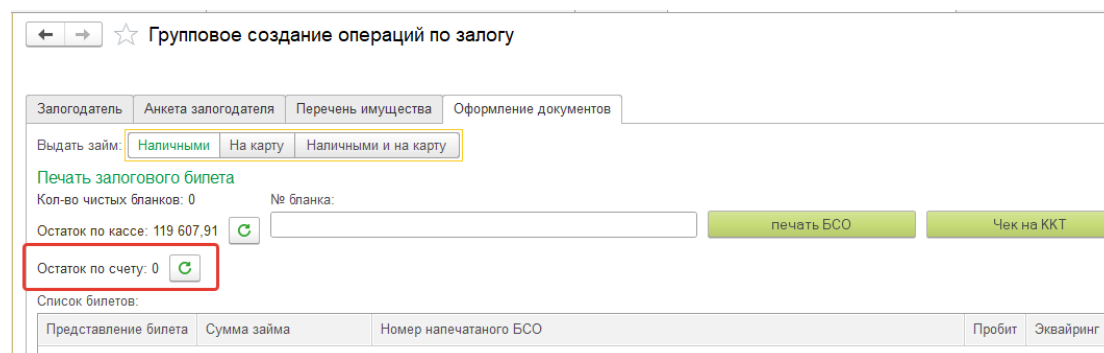 Групповое создание операций по залогу
Залогодатель Анкета залогодателя Перечень имущества Оформление документов
Выдать займ: Наличными На карту Наличными и на карту
Печать залогового билета
Кол-во чистых бланков: 0 № бланка:
Остаток по кассе: 119 607,91 печать БСО Чек на ККТ
Остаток по счету: 0
Список билетов:
Представление билета Сумма займа Номер напечатаного БСО Пробит Эквайринг